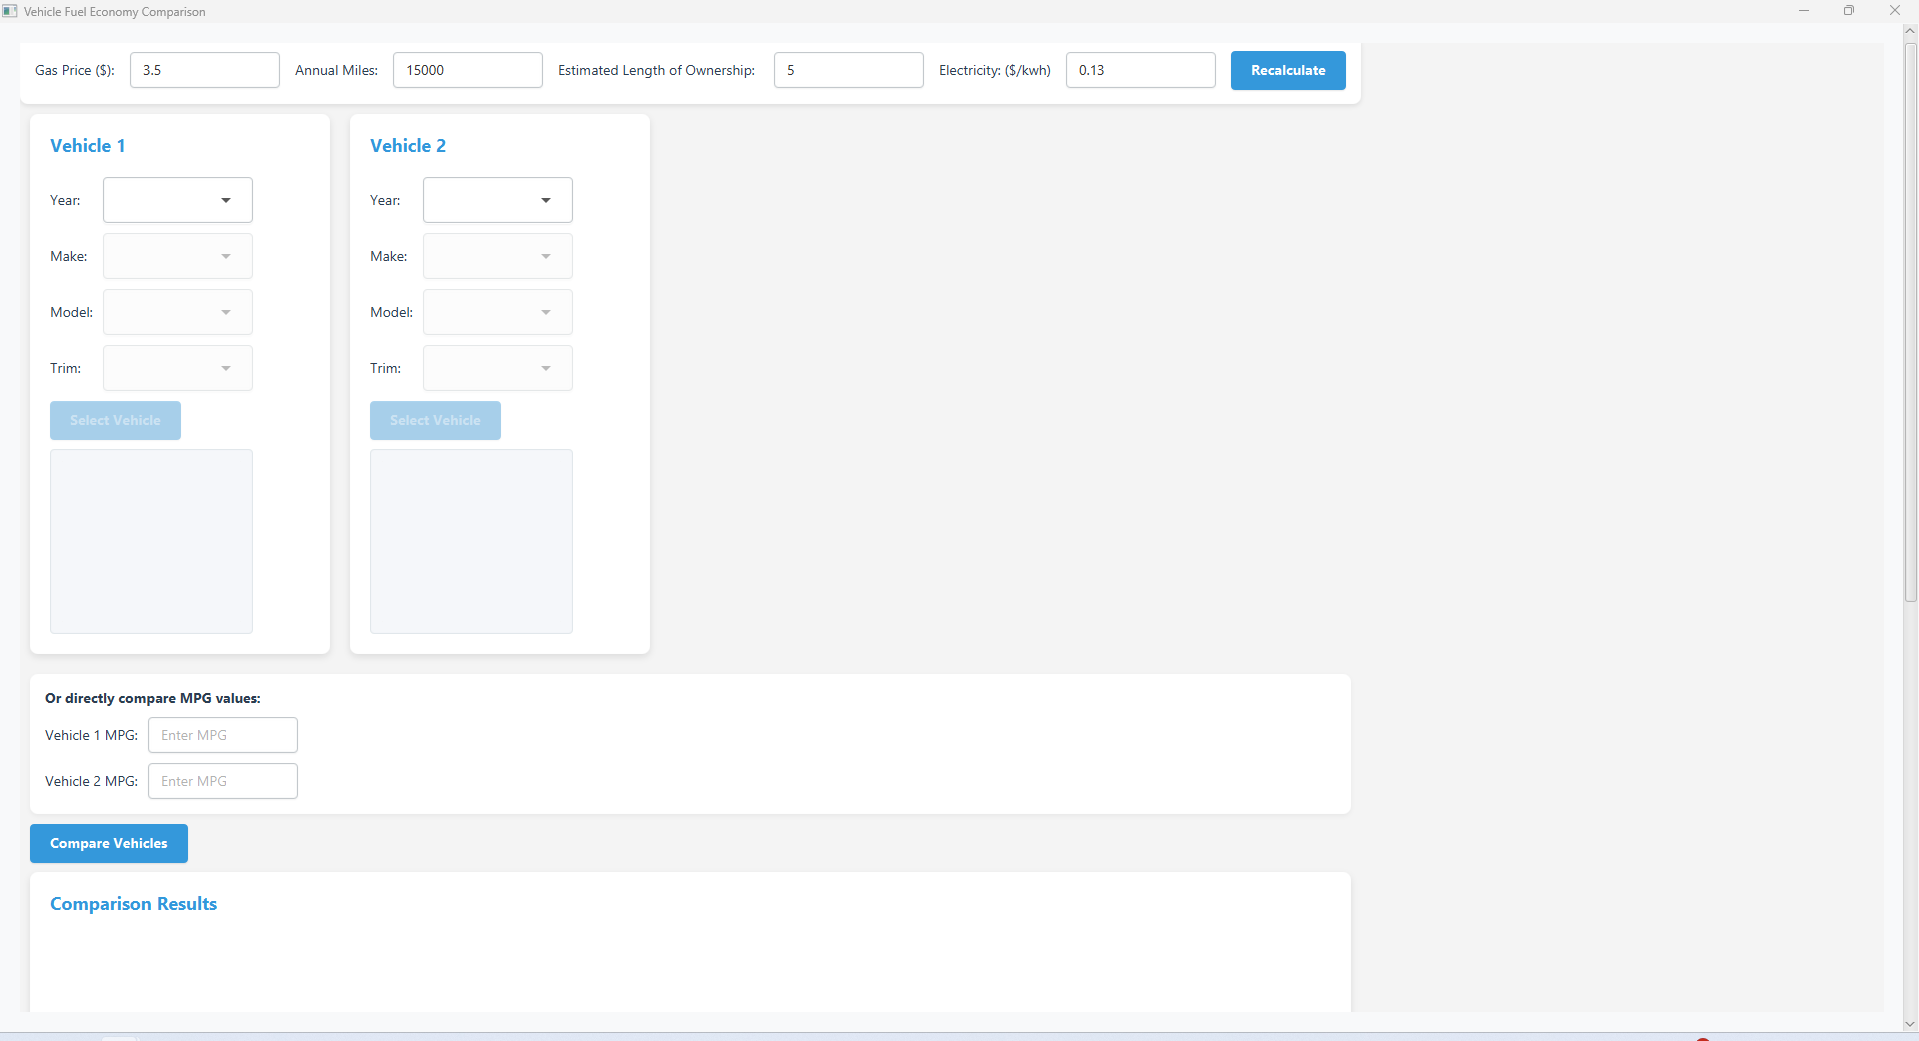 Vehicle Fuel Economy Comparison
Gas Price ($): 3.5 Annual Miles: 15000 Estimated Length of Ownership: 5 Electricity: ($/kwh) 0.13 Recalculate
Vehicle 1
Year:
Make:
Model:
Trim:
Select Vehicle
Vehicle 2
Year:
Make:
Model:
Trim:
Select Vehicle
Or directly compare MPG values:
Vehicle 1 MPG: Enter MPG
Vehicle 2 MPG: Enter MPG
Compare Vehicles
Comparison Results